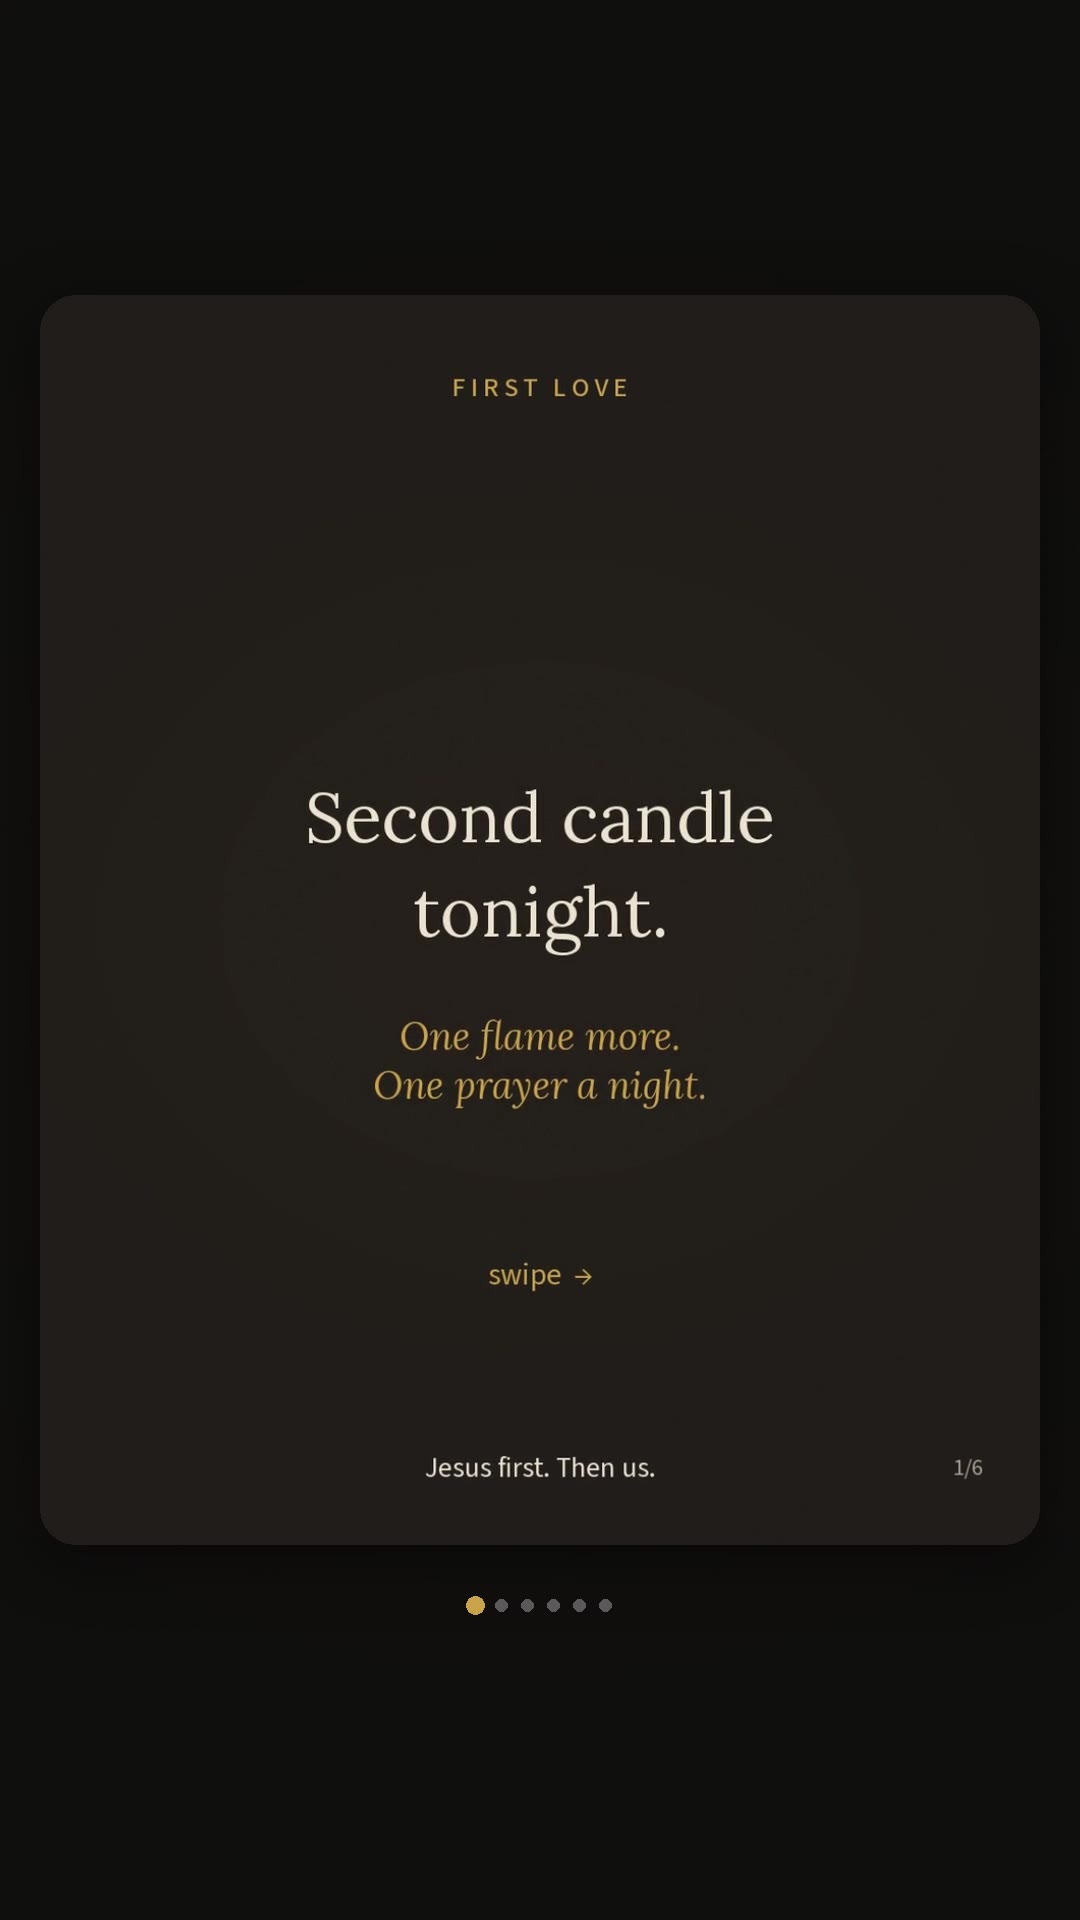 FIRST LOVE
Second candle
tonight.
One flame more.
One prayer a night.
swipe →
Jesus first. Then us.
1/6